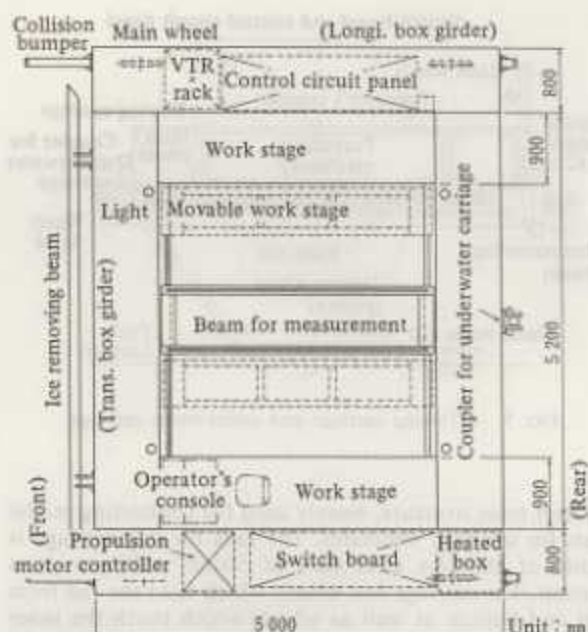 Collision
bumper
Main wheel
(Longi. box girder)
VTR
rack
Control circuit panel
800
Work stage
900
Light
Movable work stage
Ice removing beam
(Trans. box girder)
Beam for measurement
Coupler for underwater carriage
5 200
Operator's
console
Work stage
900
(Front)
(Rear)
Propulsion
motor controller
Switch board
Heated
box
800
5 000
Unit : mm